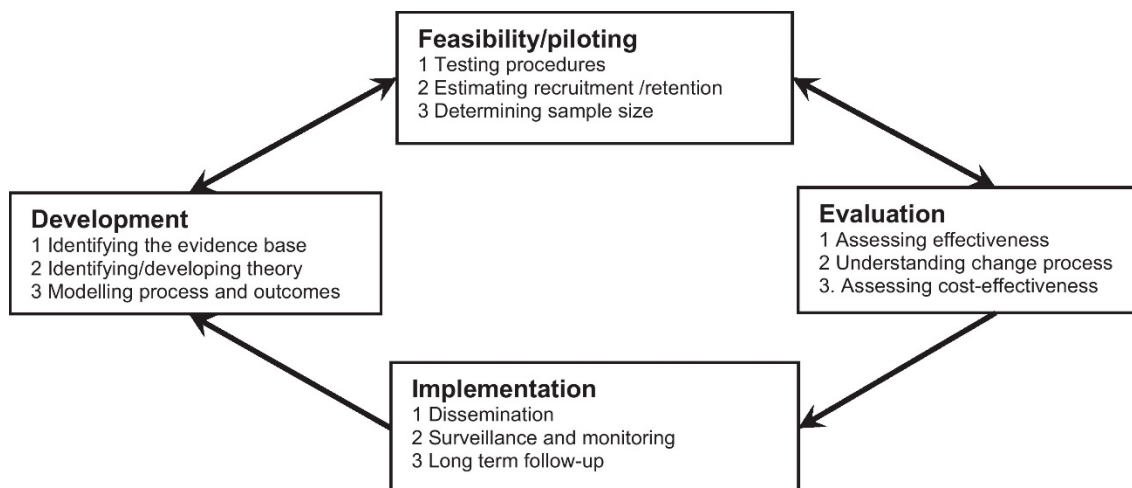 Feasibility/piloting
1 Testing procedures
2 Estimating recruitment /retention
3 Determining sample size
Development
1 Identifying the evidence base
2 Identifying/developing theory
3 Modelling process and outcomes
Evaluation
1 Assessing effectiveness
2 Understanding change process
3. Assessing cost-effectiveness
Implementation
1 Dissemination
2 Surveillance and monitoring
3 Long term follow-up